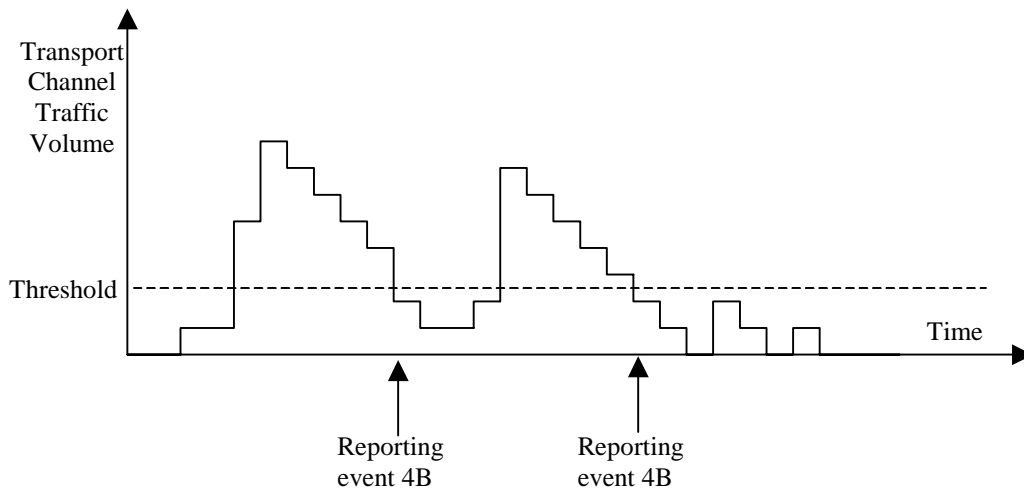 Transport
Channel
Traffic
Volume
Threshold
Time
Reporting
event 4B
Reporting
event 4B